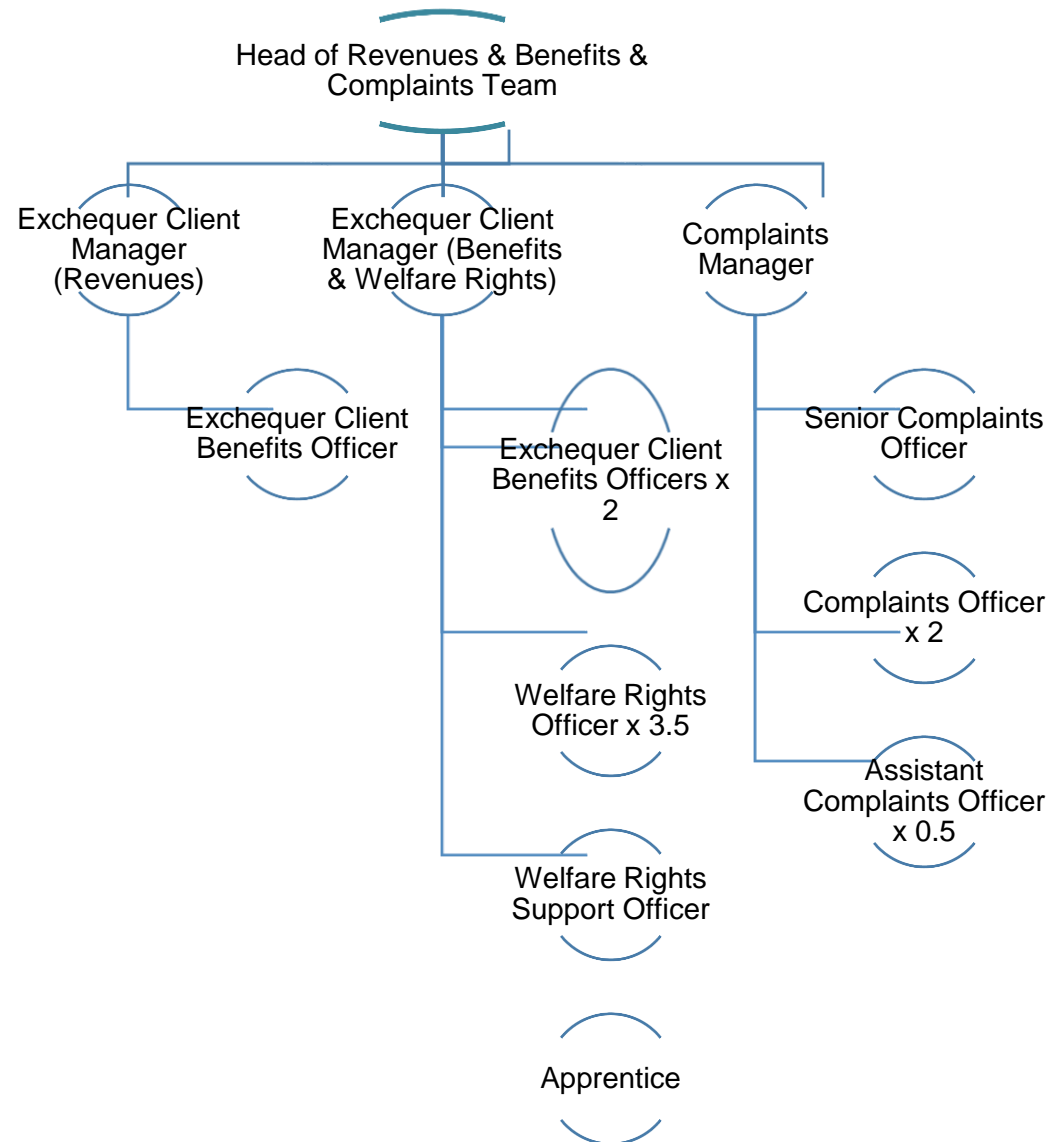 Head of Revenues & Benefits &
Complaints Team
Exchequer Client
Manager
(Revenues)
Exchequer Client
Manager (Benefits
& Welfare Rights)
Complaints
Manager
Exchequer Client
Benefits Officer
Exchequer Client
Benefits Officers x
2
Senior Complaints
Officer
Complaints Officer
x 2
Welfare Rights
Officer x 3.5
Assistant
Complaints Officer
x 0.5
Welfare Rights
Support Officer
Apprentice